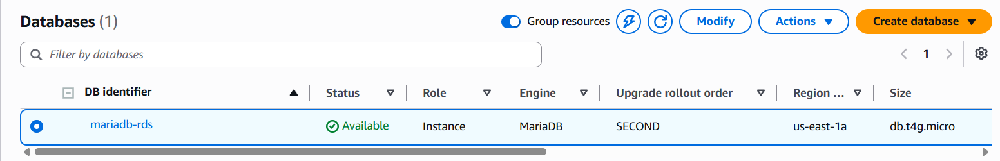 Databases (1) Group resources Modify Actions Create database
Filter by databases 1
DB identifier Status Role Engine Upgrade rollout order Region ... Size
mariadb-rds Available Instance MariaDB SECOND us-east-1a db.t4g.micro